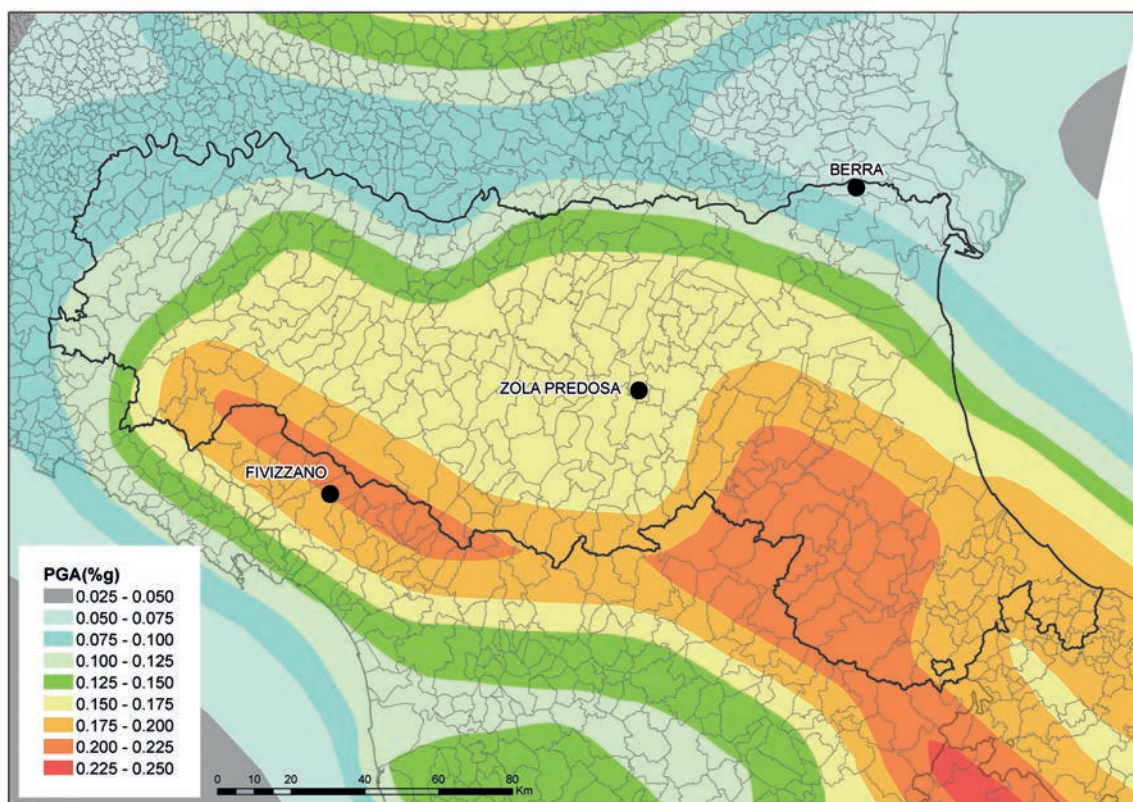 BERRA
ZOLA PREDOSA
FIVIZZANO
PGA(%g)
0.025 - 0.050
0.050 - 0.075
0.075 - 0.100
0.100 - 0.125
0.125 - 0.150
0.150 - 0.175
0.175 - 0.200
0.200 - 0.225
0.225 - 0.250
0 10 20 40 60 80
Km